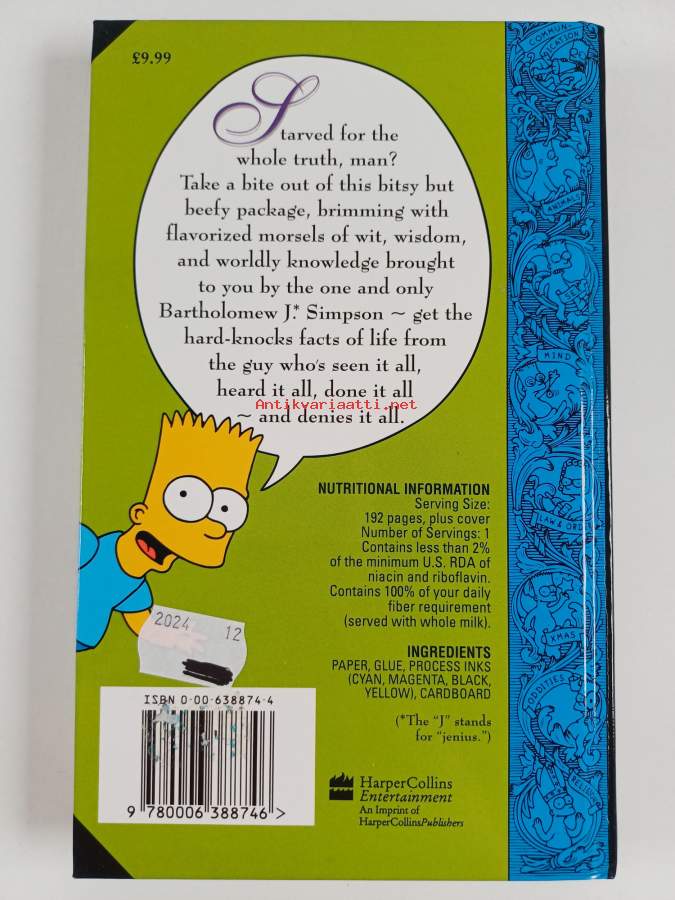 £9.99
Starved for the
whole truth, man?
Take a bite out of this bitsy but
beefy package, brimming with
flavorized morsels of wit, wisdom,
and worldly knowledge brought
to you by the one and only
Bartholomew J.* Simpson ~ get the
hard-knocks facts of life from
the guy who's seen it all,
heard it all, done it all
Antikvariaatti.net
~ and denies it all.
NUTRITIONAL INFORMATION
Serving Size:
192 pages, plus cover
Number of Servings: 1
Contains less than 2%
of the minimum U.S. RDA of
niacin and riboflavin.
Contains 100% of your daily
fiber requirement
(served with whole milk).
INGREDIENTS
PAPER, GLUE, PROCESS INKS
(CYAN, MAGENTA, BLACK,
YELLOW), CARDBOARD
(*The "J" stands
for "jenius.")
HarperCollins
Entertainment
An Imprint of
HarperCollinsPublishers
2024 12
ISBN 0-00-638874-4
9 780006 388746 >
COMMUN-
ICATION
ANIMALS
SEX
MIND
LAW & ORDER
XMAS
ODDITIES